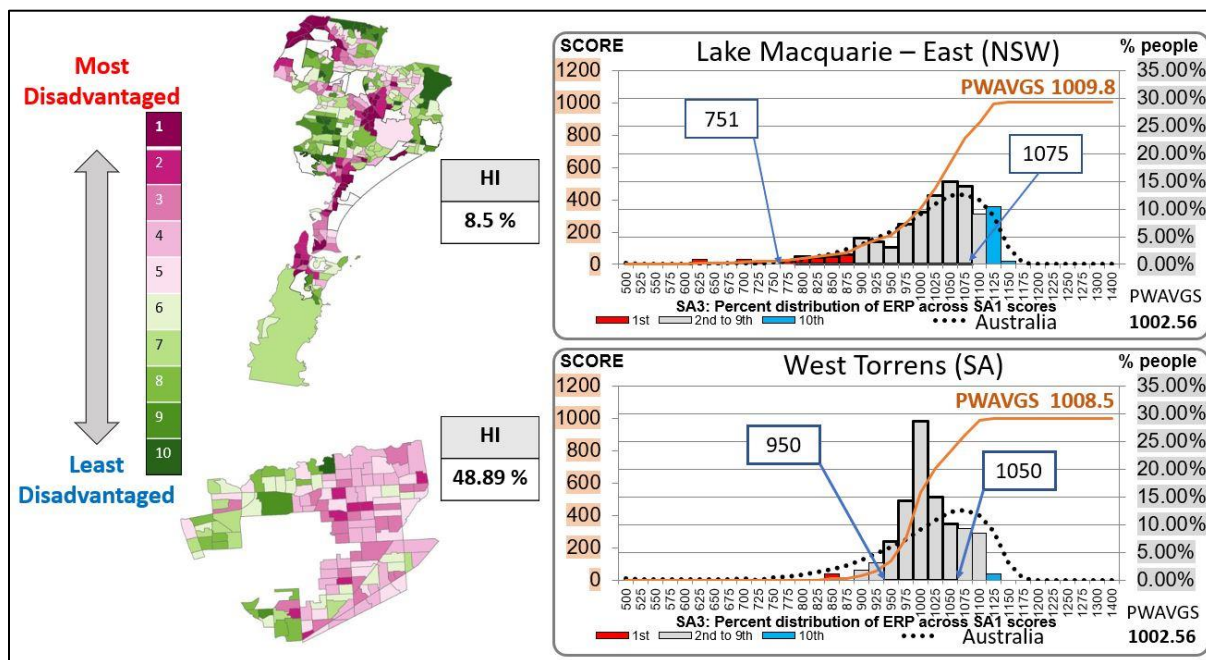 Most
Disadvantaged
1
2
3
4
5
6
7
8
9
10
Least
Disadvantaged
HI
8.5 %
HI
48.89 %
SCORE
Lake Macquarie – East (NSW)
% people
1200
1000
800
600
400
200
0
PWAVGS 1009.8
751
1075
35.00%
30.00%
25.00%
20.00%
15.00%
10.00%
5.00%
0.00%
500 525 550 575 600 625 650 675 700 725 750 775 800 825 850 875 900 925 950 975 1000 1025 1050 1075 1100 1125 1150 1200 1225 1250 1275 1300 1400
SA3: Percent distribution of ERP across SA1 scores
1st 2nd to 9th 10th Australia
PWAVGS
1002.56
SCORE
West Torrens (SA)
% people
1200
1000
800
600
400
200
0
PWAVGS 1008.5
950
1050
35.00%
30.00%
25.00%
20.00%
15.00%
10.00%
5.00%
0.00%
500 525 550 575 600 625 650 675 700 725 750 775 800 825 850 875 900 925 950 975 1000 1025 1050 1075 1100 1125 1150 1175 1200 1225 1250 1275 1300 1400
SA3: Percent distribution of ERP across SA1 scores
1st 2nd to 9th 10th Australia
PWAVGS
1002.56